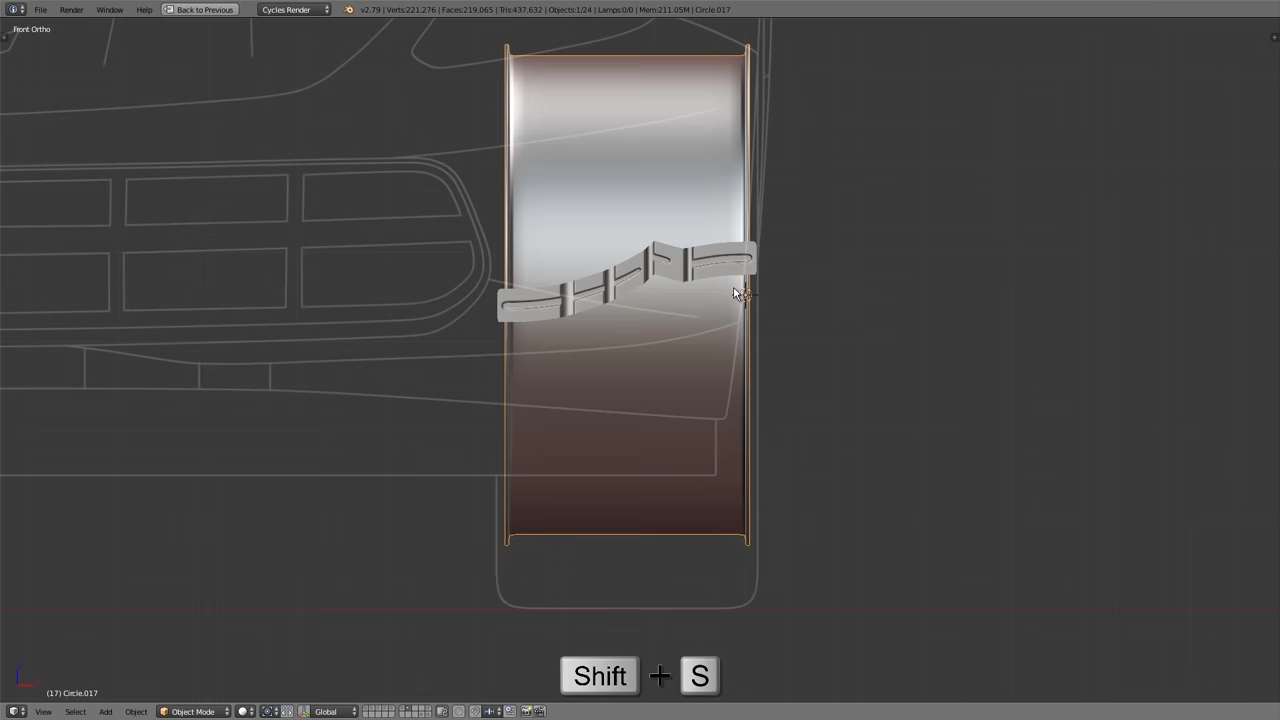 File Render Window Help Back to Previous Cycles Render v2.79 | Verts:221,276 | Faces:219,065 | Tris:437,632 | Objects:1/24 | Lamps:0/0 | Mem:211.05M | Circle.017
Front Ortho
Shift + S
(17) Circle.017
View Select Add Object Object Mode Global